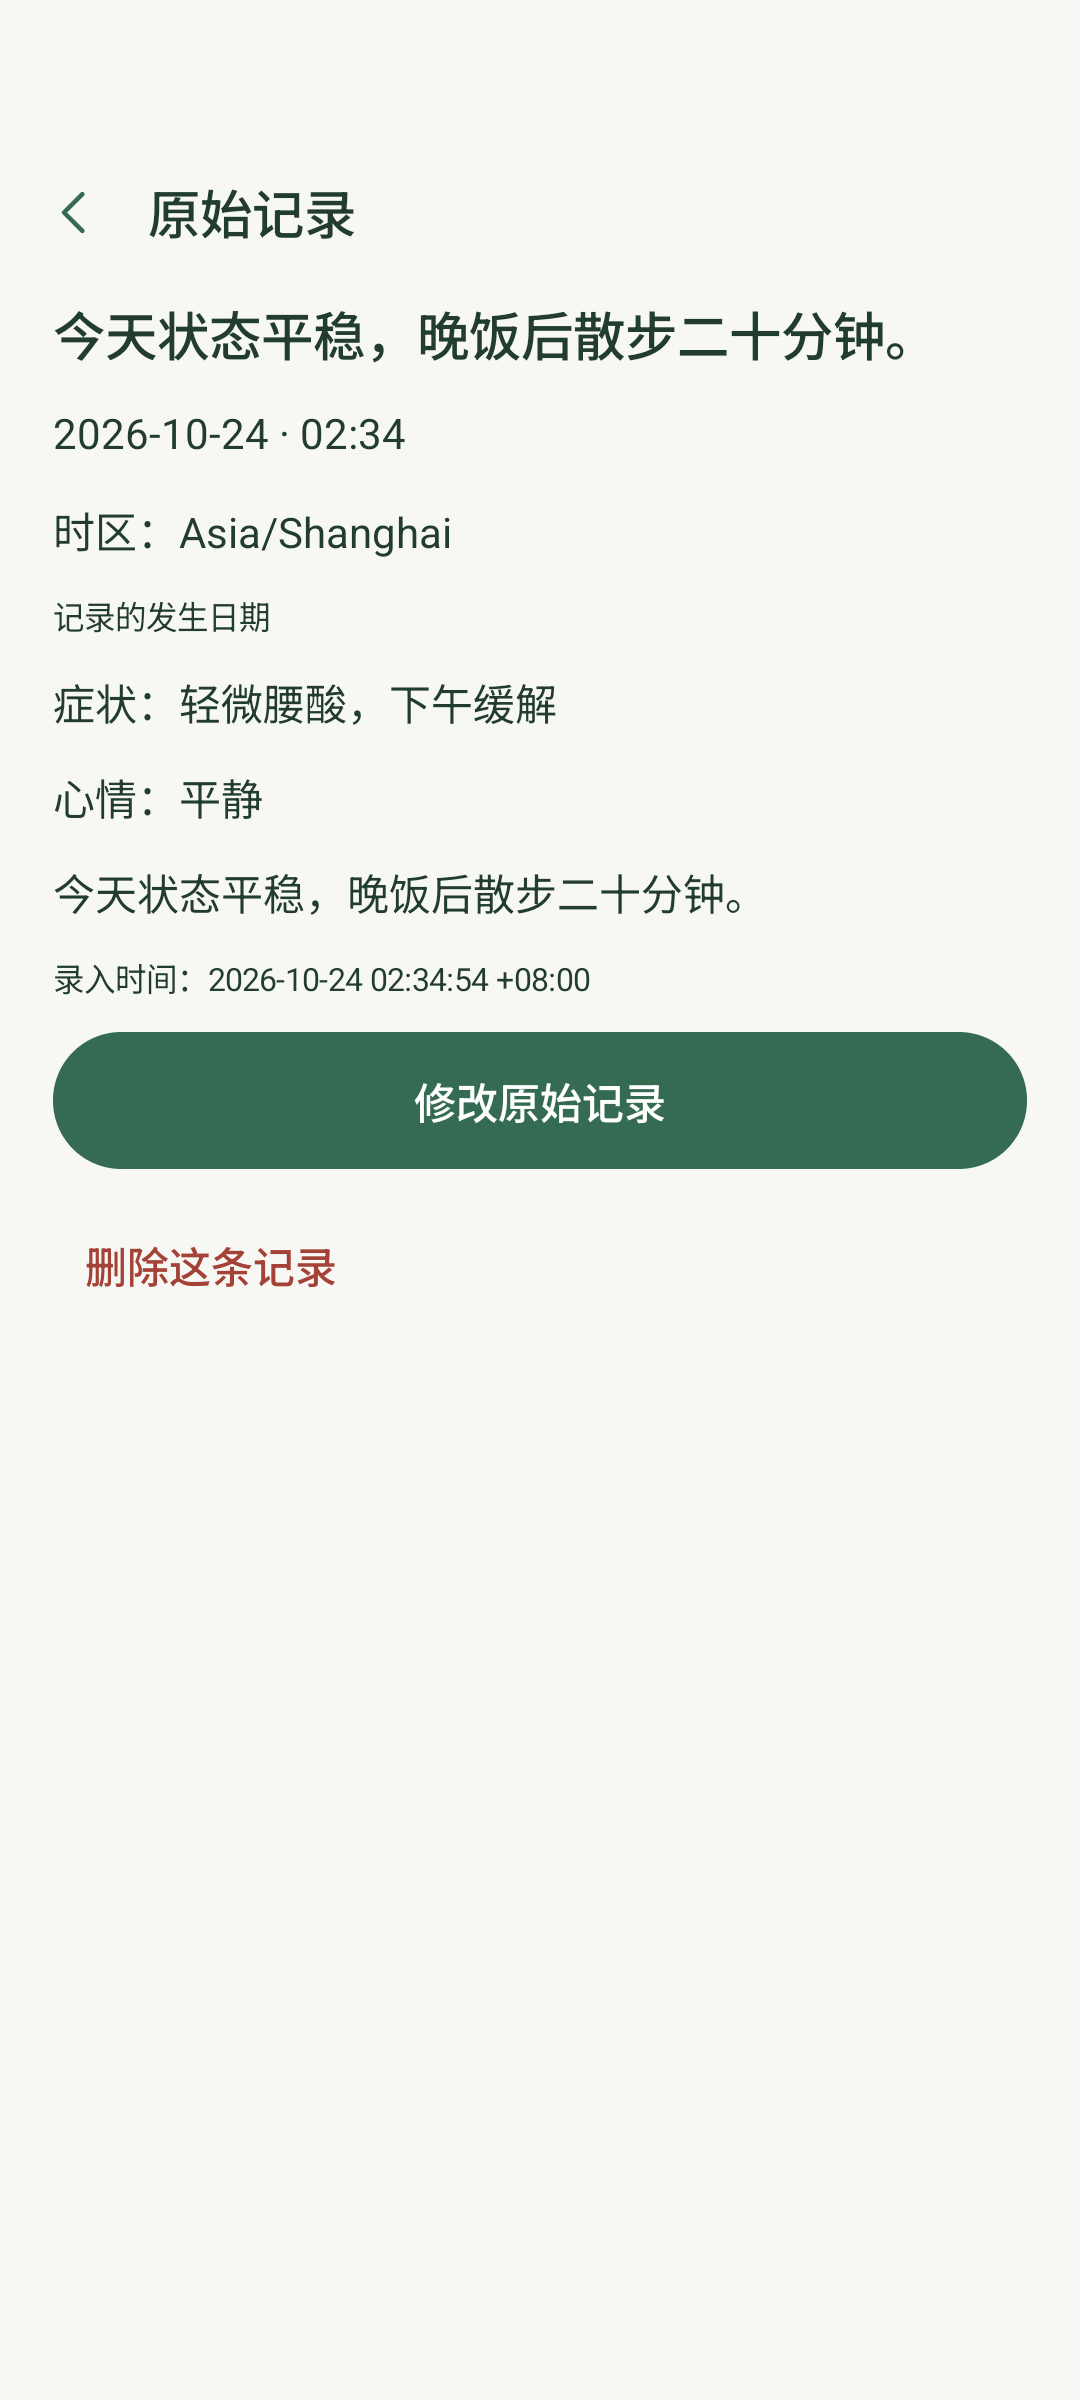 原始记录
今天状态平稳，晚饭后散步二十分钟。
2026-10-24 · 02:34
时区：Asia/Shanghai
记录的发生日期
症状：轻微腰酸，下午缓解
心情：平静
今天状态平稳，晚饭后散步二十分钟。
录入时间：2026-10-24 02:34:54 +08:00
修改原始记录
删除这条记录